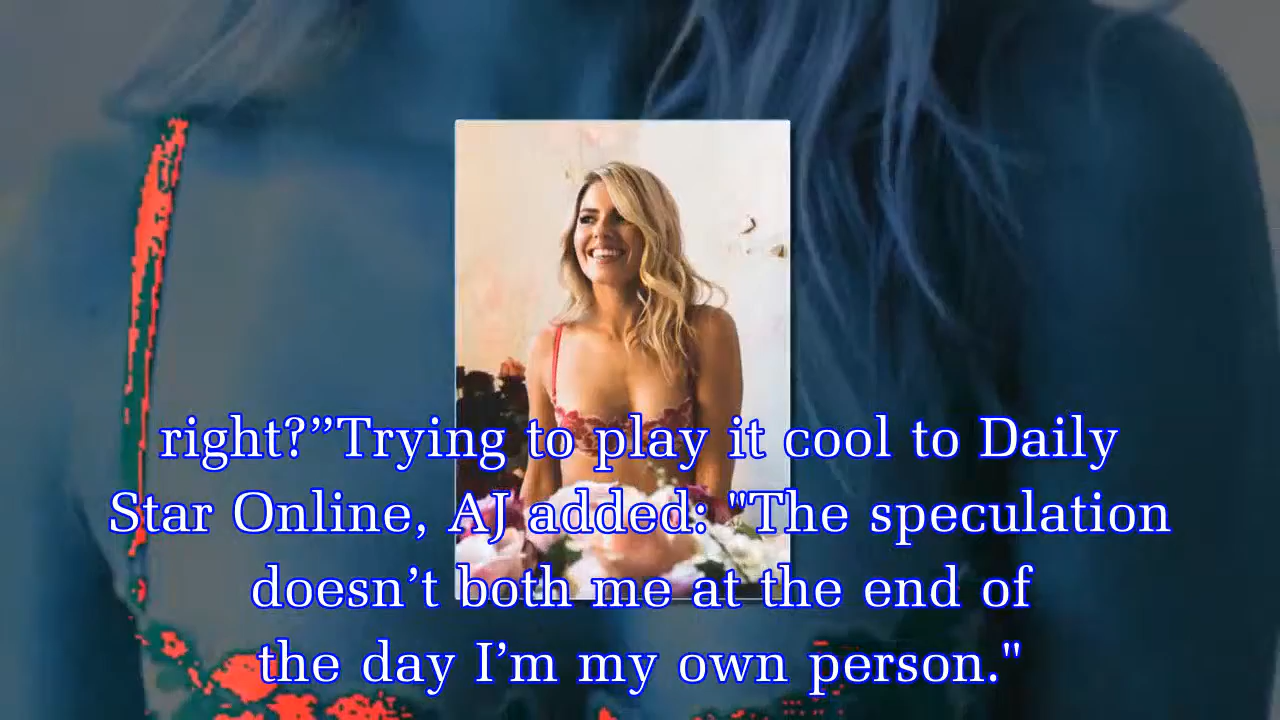 right?”Trying to play it cool to Daily
Star Online, AJ added: "The speculation
doesn’t both me at the end of
the day I’m my own person."